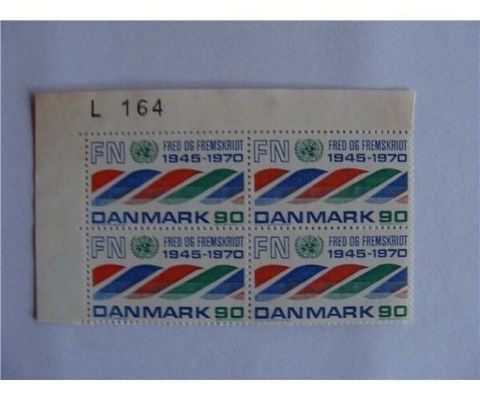 L 164
FN FRED OG FREMSKRIDT
1945-1970
DANMARK 90
FN FRED OG FREMSKRIDT
1945-1970
DANMARK 90
FN FRED OG FREMSKRIDT
1945-1970
DANMARK 90
FN FRED OG FREMSKRIDT
1945-1970
DANMARK 90